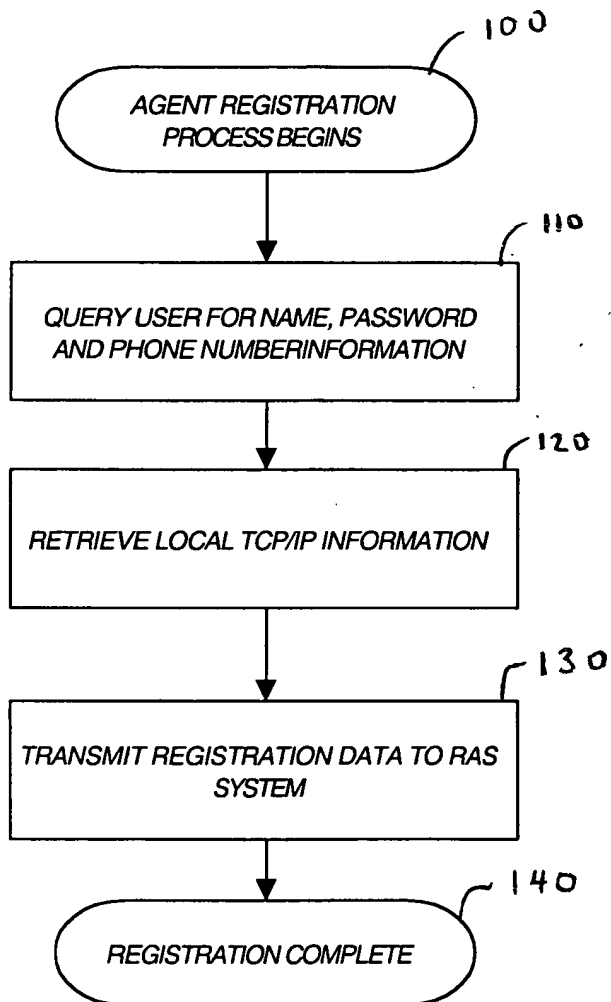 100
AGENT REGISTRATION
PROCESS BEGINS
110
QUERY USER FOR NAME, PASSWORD
AND PHONE NUMBERINFORMATION
120
RETRIEVE LOCAL TCP/IP INFORMATION
130
TRANSMIT REGISTRATION DATA TO RAS
SYSTEM
140
REGISTRATION COMPLETE